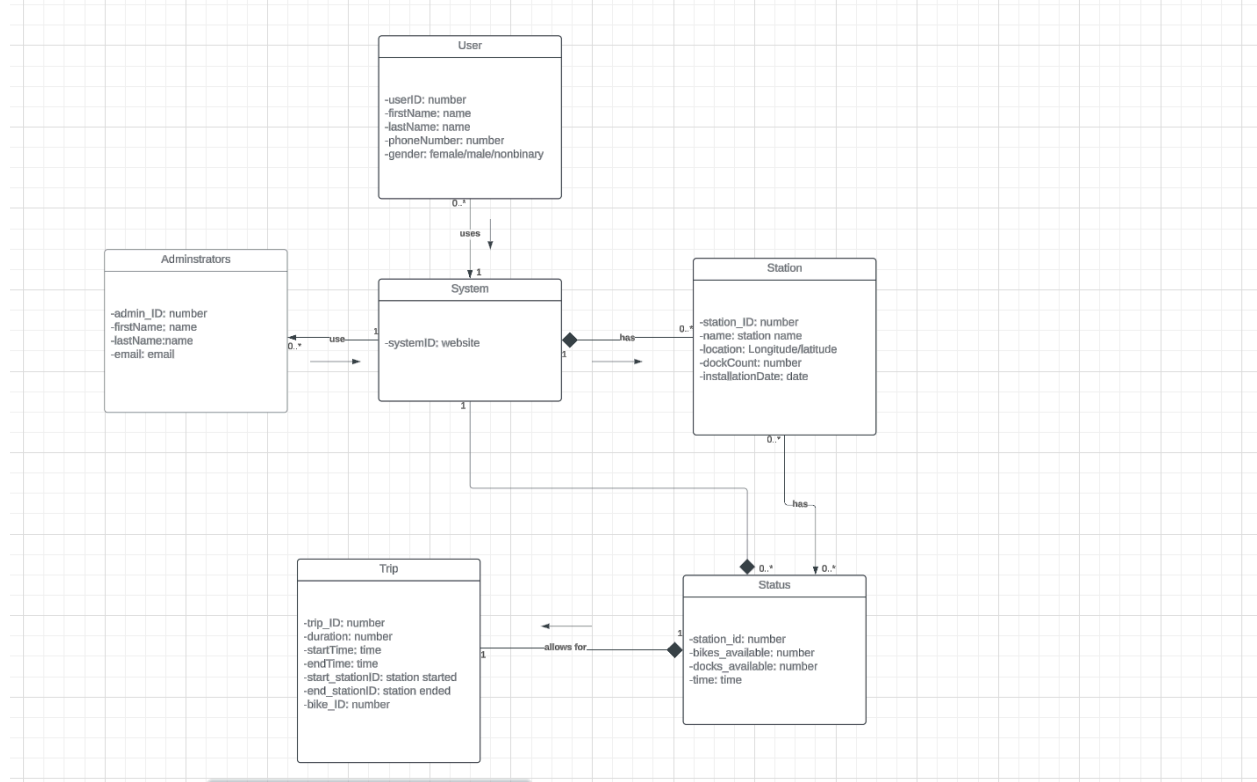 User
-userID: number
-firstName: name
-lastName: name
-phoneNumber: number
-gender: female/male/nonbinary
0..*
uses
1
Adminstrators
-admin_ID: number
-firstName: name
-lastName:name
-email: email
0..*
use
1
System
-systemID: website
1
1
has
0..*
Station
-station_ID: number
-name: station name
-location: Longitude/latitude
-dockCount: number
-installationDate: date
0..*
has
0..*
0..*
Trip
-trip_ID: number
-duration: number
-startTime: time
-endTime: time
-start_stationID: station started
-end_stationID: station ended
-bike_ID: number
1
allows for
1
Status
-station_id: number
-bikes_available: number
-docks_available: number
-time: time